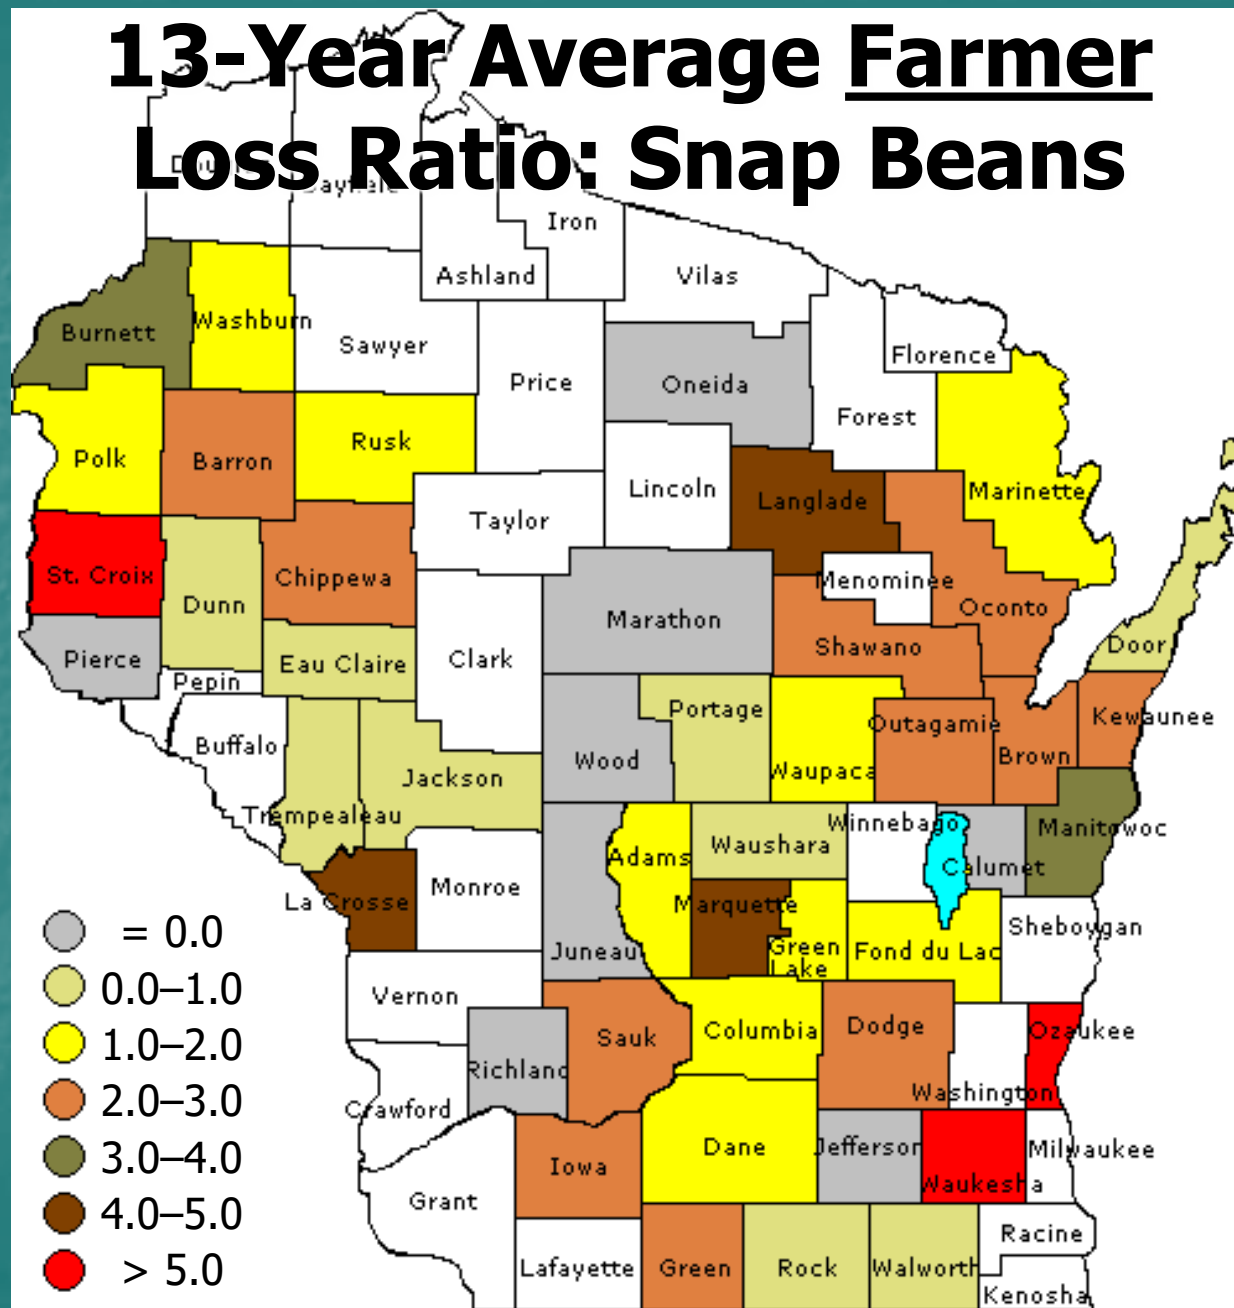 13-Year Average Farmer
Loss Ratio: Snap Beans
Iron
Ashland
Vilas
Burnett
Washburn
Sawyer
Florence
Price
Oneida
Forest
Polk
Barron
Rusk
Lincoln
Langlade
Marinette
Taylor
St. Croix
Chippewa
Menominee
Dunn
Marathon
Oconto
Pierce
Eau Claire
Clark
Shawano
Door
Pepin
Portage
Kewaunee
Outagamie
Buffalo
Wood
Brown
Jackson
Waupaca
Trempealeau
Winnebago
Manitowoc
Adams
Waushara
Calumet
La Crosse
Monroe
Marquette
Sheboygan
Juneau
Green
Lake
Fond du Lac
Vernon
Sauk
Columbia
Dodge
Ozaukee
Richland
Washington
Crawford
Dane
Jefferson
Milwaukee
Iowa
Waukesha
Grant
Racine
Lafayette
Green
Rock
Walworth
Kenosha
= 0.0
0.0–1.0
1.0–2.0
2.0–3.0
3.0–4.0
4.0–5.0
> 5.0